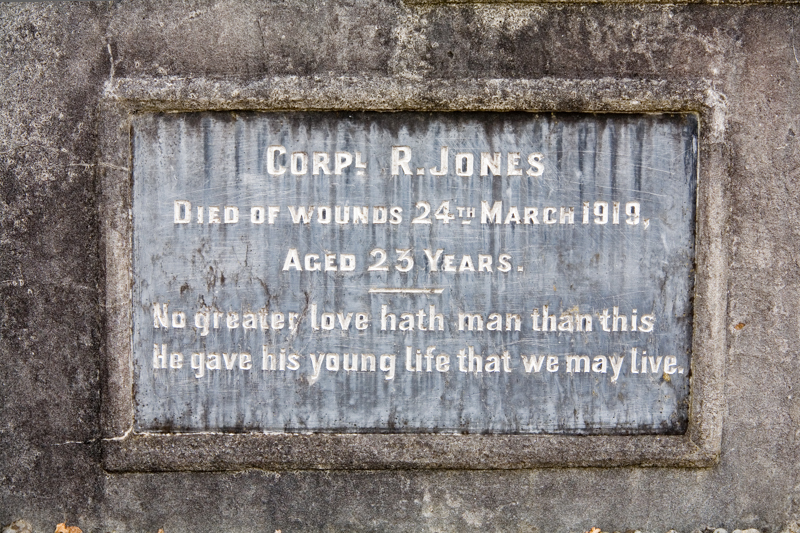 CORPL R. JONES
DIED OF WOUNDS 24TH MARCH 1919,
AGED 23 YEARS.
No greater love hath man than this
He gave his young life that we may live.